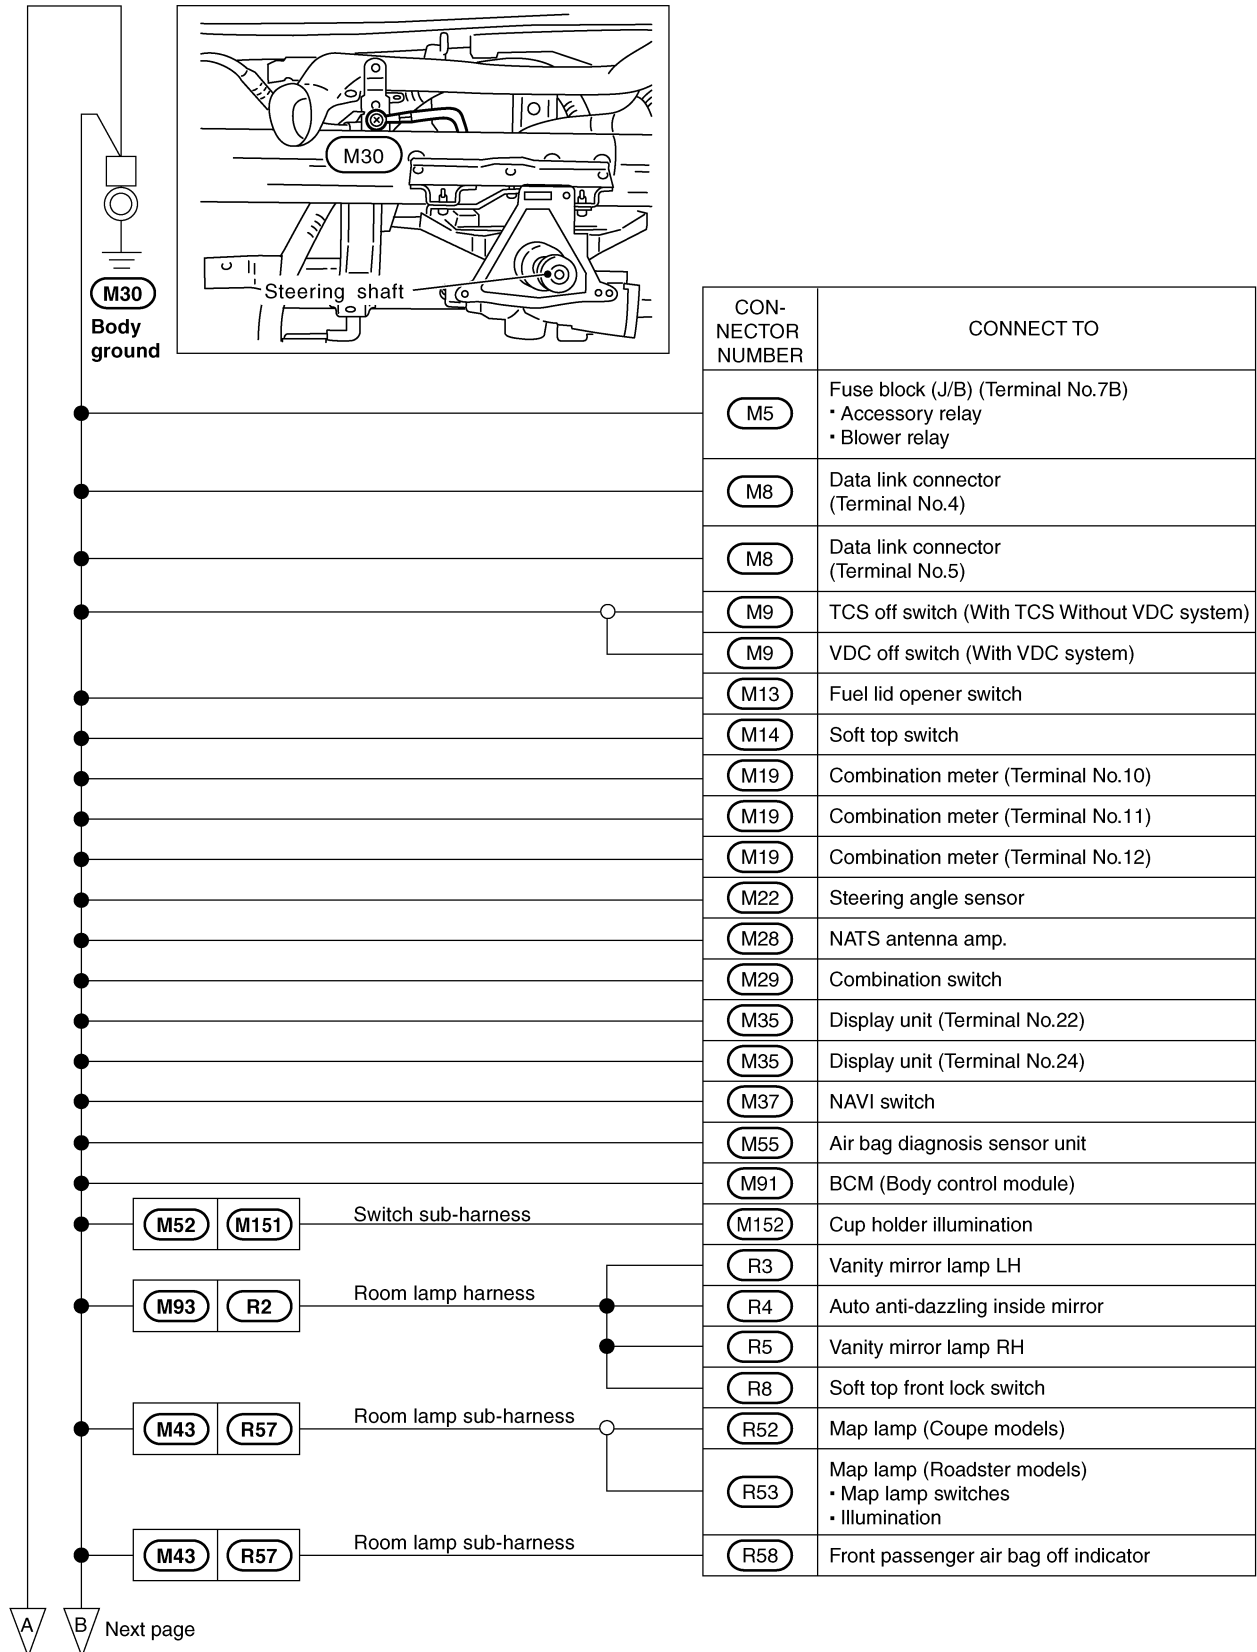 M30
Steering shaft
M30
Body
ground
CON-
NECTOR
NUMBER
CONNECT TO
M5
Fuse block (J/B) (Terminal No.7B)
▪ Accessory relay
▪ Blower relay
M8
Data link connector
(Terminal No.4)
M8
Data link connector
(Terminal No.5)
M9
TCS off switch (With TCS Without VDC system)
M9
VDC off switch (With VDC system)
M13
Fuel lid opener switch
M14
Soft top switch
M19
Combination meter (Terminal No.10)
M19
Combination meter (Terminal No.11)
M19
Combination meter (Terminal No.12)
M22
Steering angle sensor
M28
NATS antenna amp.
M29
Combination switch
M35
Display unit (Terminal No.22)
M35
Display unit (Terminal No.24)
M37
NAVI switch
M55
Air bag diagnosis sensor unit
M91
BCM (Body control module)
M52
M151
Switch sub-harness
M152
Cup holder illumination
R3
Vanity mirror lamp LH
M93
R2
Room lamp harness
R4
Auto anti-dazzling inside mirror
R5
Vanity mirror lamp RH
R8
Soft top front lock switch
M43
R57
Room lamp sub-harness
R52
Map lamp (Coupe models)
R53
Map lamp (Roadster models)
▪ Map lamp switches
▪ Illumination
M43
R57
Room lamp sub-harness
R58
Front passenger air bag off indicator
A
B
Next page